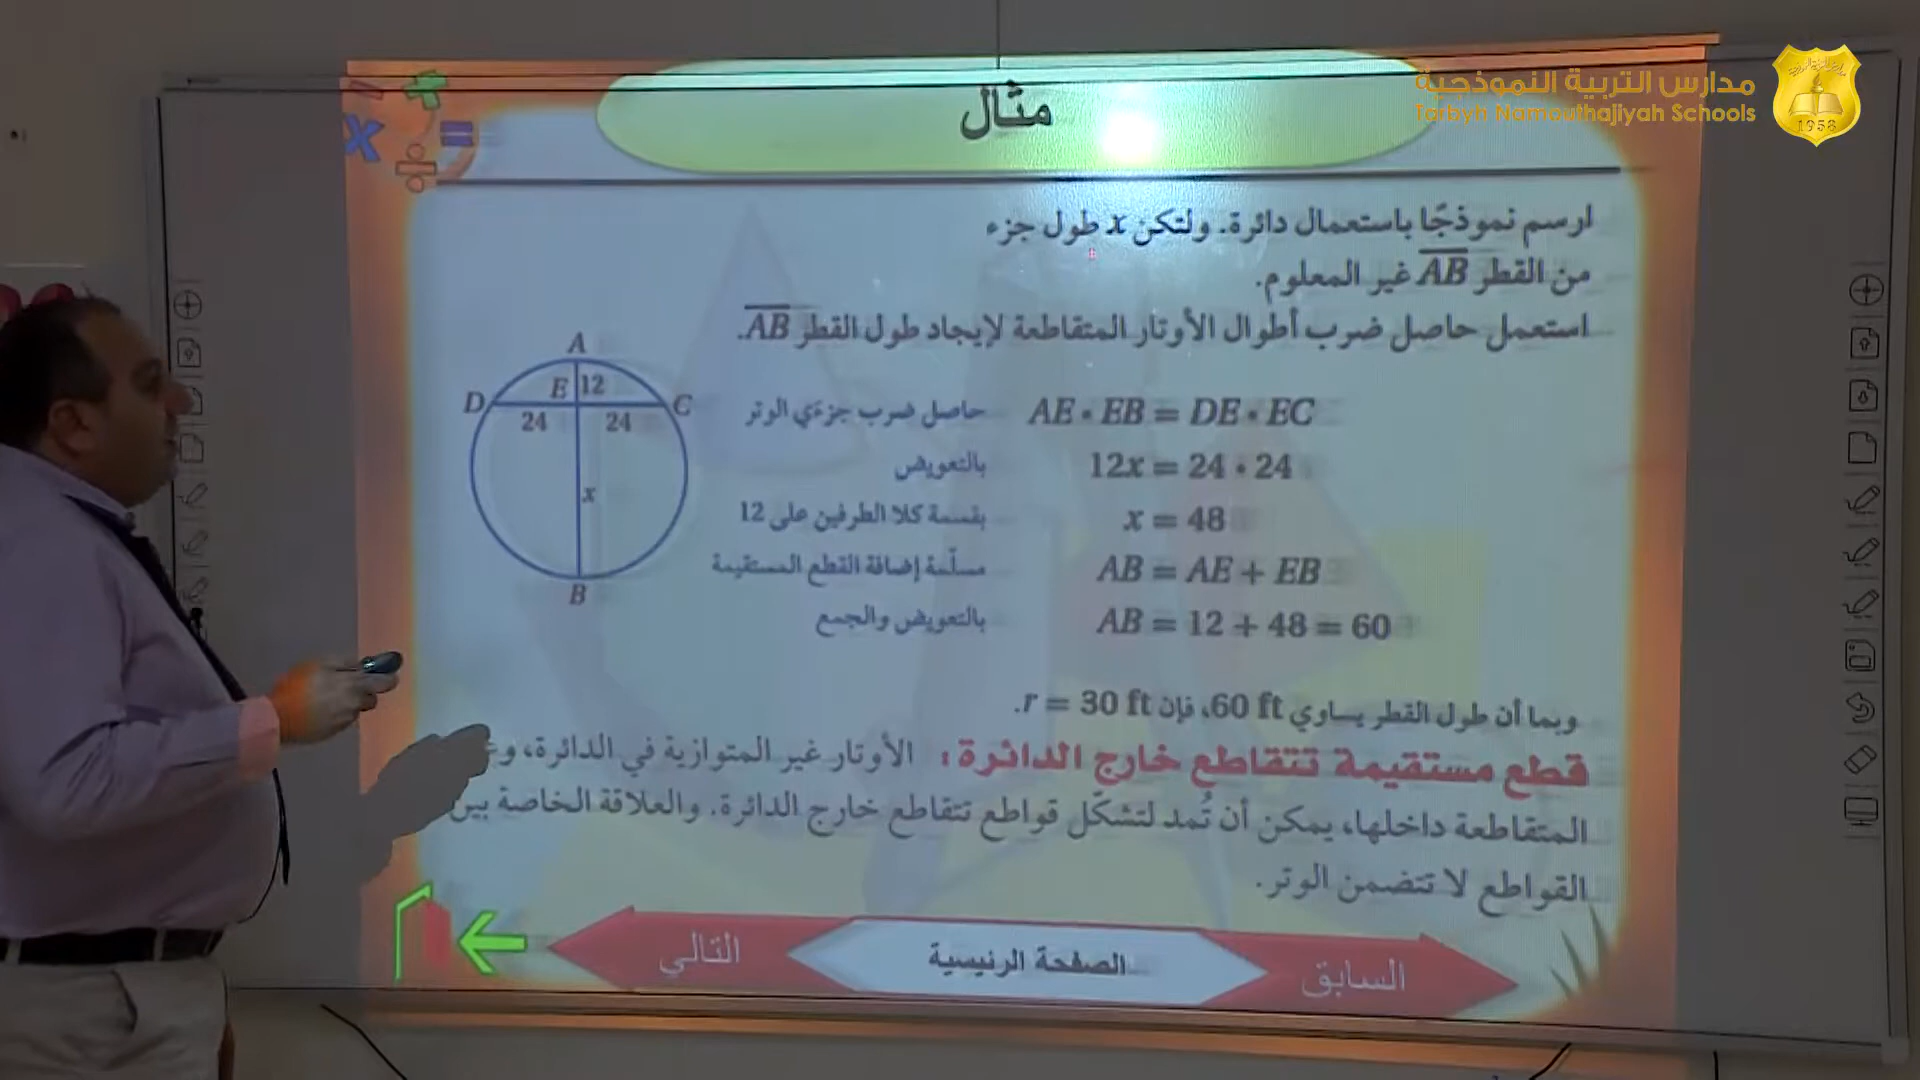 مدارس التربية النموذجية
Tarbyh Namouthajiyah Schools
1958
مثال
ارسم نموذجًا باستعمال دائرة. ولتكن x طول جزء
من القطر AB غير المعلوم.
استعمل حاصل ضرب أطوال الأوتار المتقاطعة لإيجاد طول القطر AB.
A
D E 12 C
24 24
x
B
AE • EB = DE • EC حاصل ضرب جزءَي الوتر
12x = 24 • 24 بالتعويض
x = 48 بقسمة كلا الطرفين على 12
AB = AE + EB مسلّمة إضافة القطع المستقيمة
AB = 12 + 48 = 60 بالتعويض والجمع
وبما أن طول القطر يساوي 60 ft، فإن r = 30 ft.
قطع مستقيمة تتقاطع خارج الدائرة: الأوتار غير المتوازية في الدائرة،
المتقاطعة داخلها، يمكن أن تُمد لتشكّل قواطع تتقاطع خارج الدائرة. والعلاقة الخاصة بين
القواطع لا تتضمن الوتر.
السابق
الصفحة الرئيسية
التالي